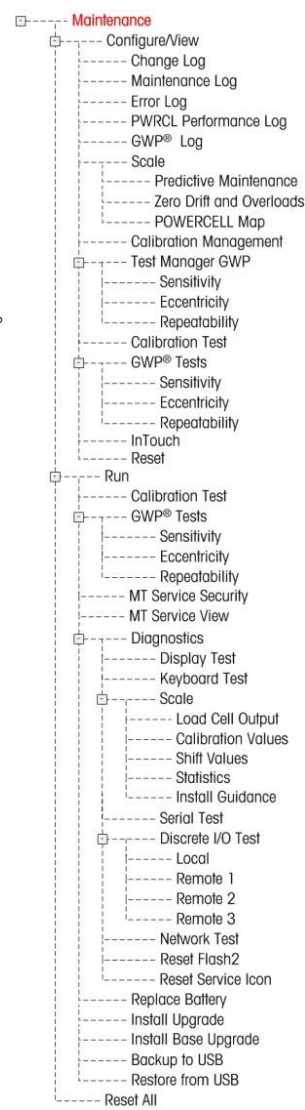 Maintenance
Configure/View
Change Log
Maintenance Log
Error Log
PWRCL Performance Log
GWP® Log
Scale
Predictive Maintenance
Zero Drift and Overloads
POWERCELL Map
Calibration Management
Test Manager GWP
Sensitivity
Eccentricity
Repeatability
Calibration Test
GWP® Tests
Sensitivity
Eccentricity
Repeatability
InTouch
Reset
Run
Calibration Test
GWP® Tests
Sensitivity
Eccentricity
Repeatability
MT Service Security
MT Service View
Diagnostics
Display Test
Keyboard Test
Scale
Load Cell Output
Calibration Values
Shift Values
Statistics
Install Guidance
Serial Test
Discrete I/O Test
Local
Remote 1
Remote 2
Remote 3
Network Test
Reset Flash2
Reset Service Icon
Replace Battery
Install Upgrade
Install Base Upgrade
Backup to USB
Restore from USB
Reset All